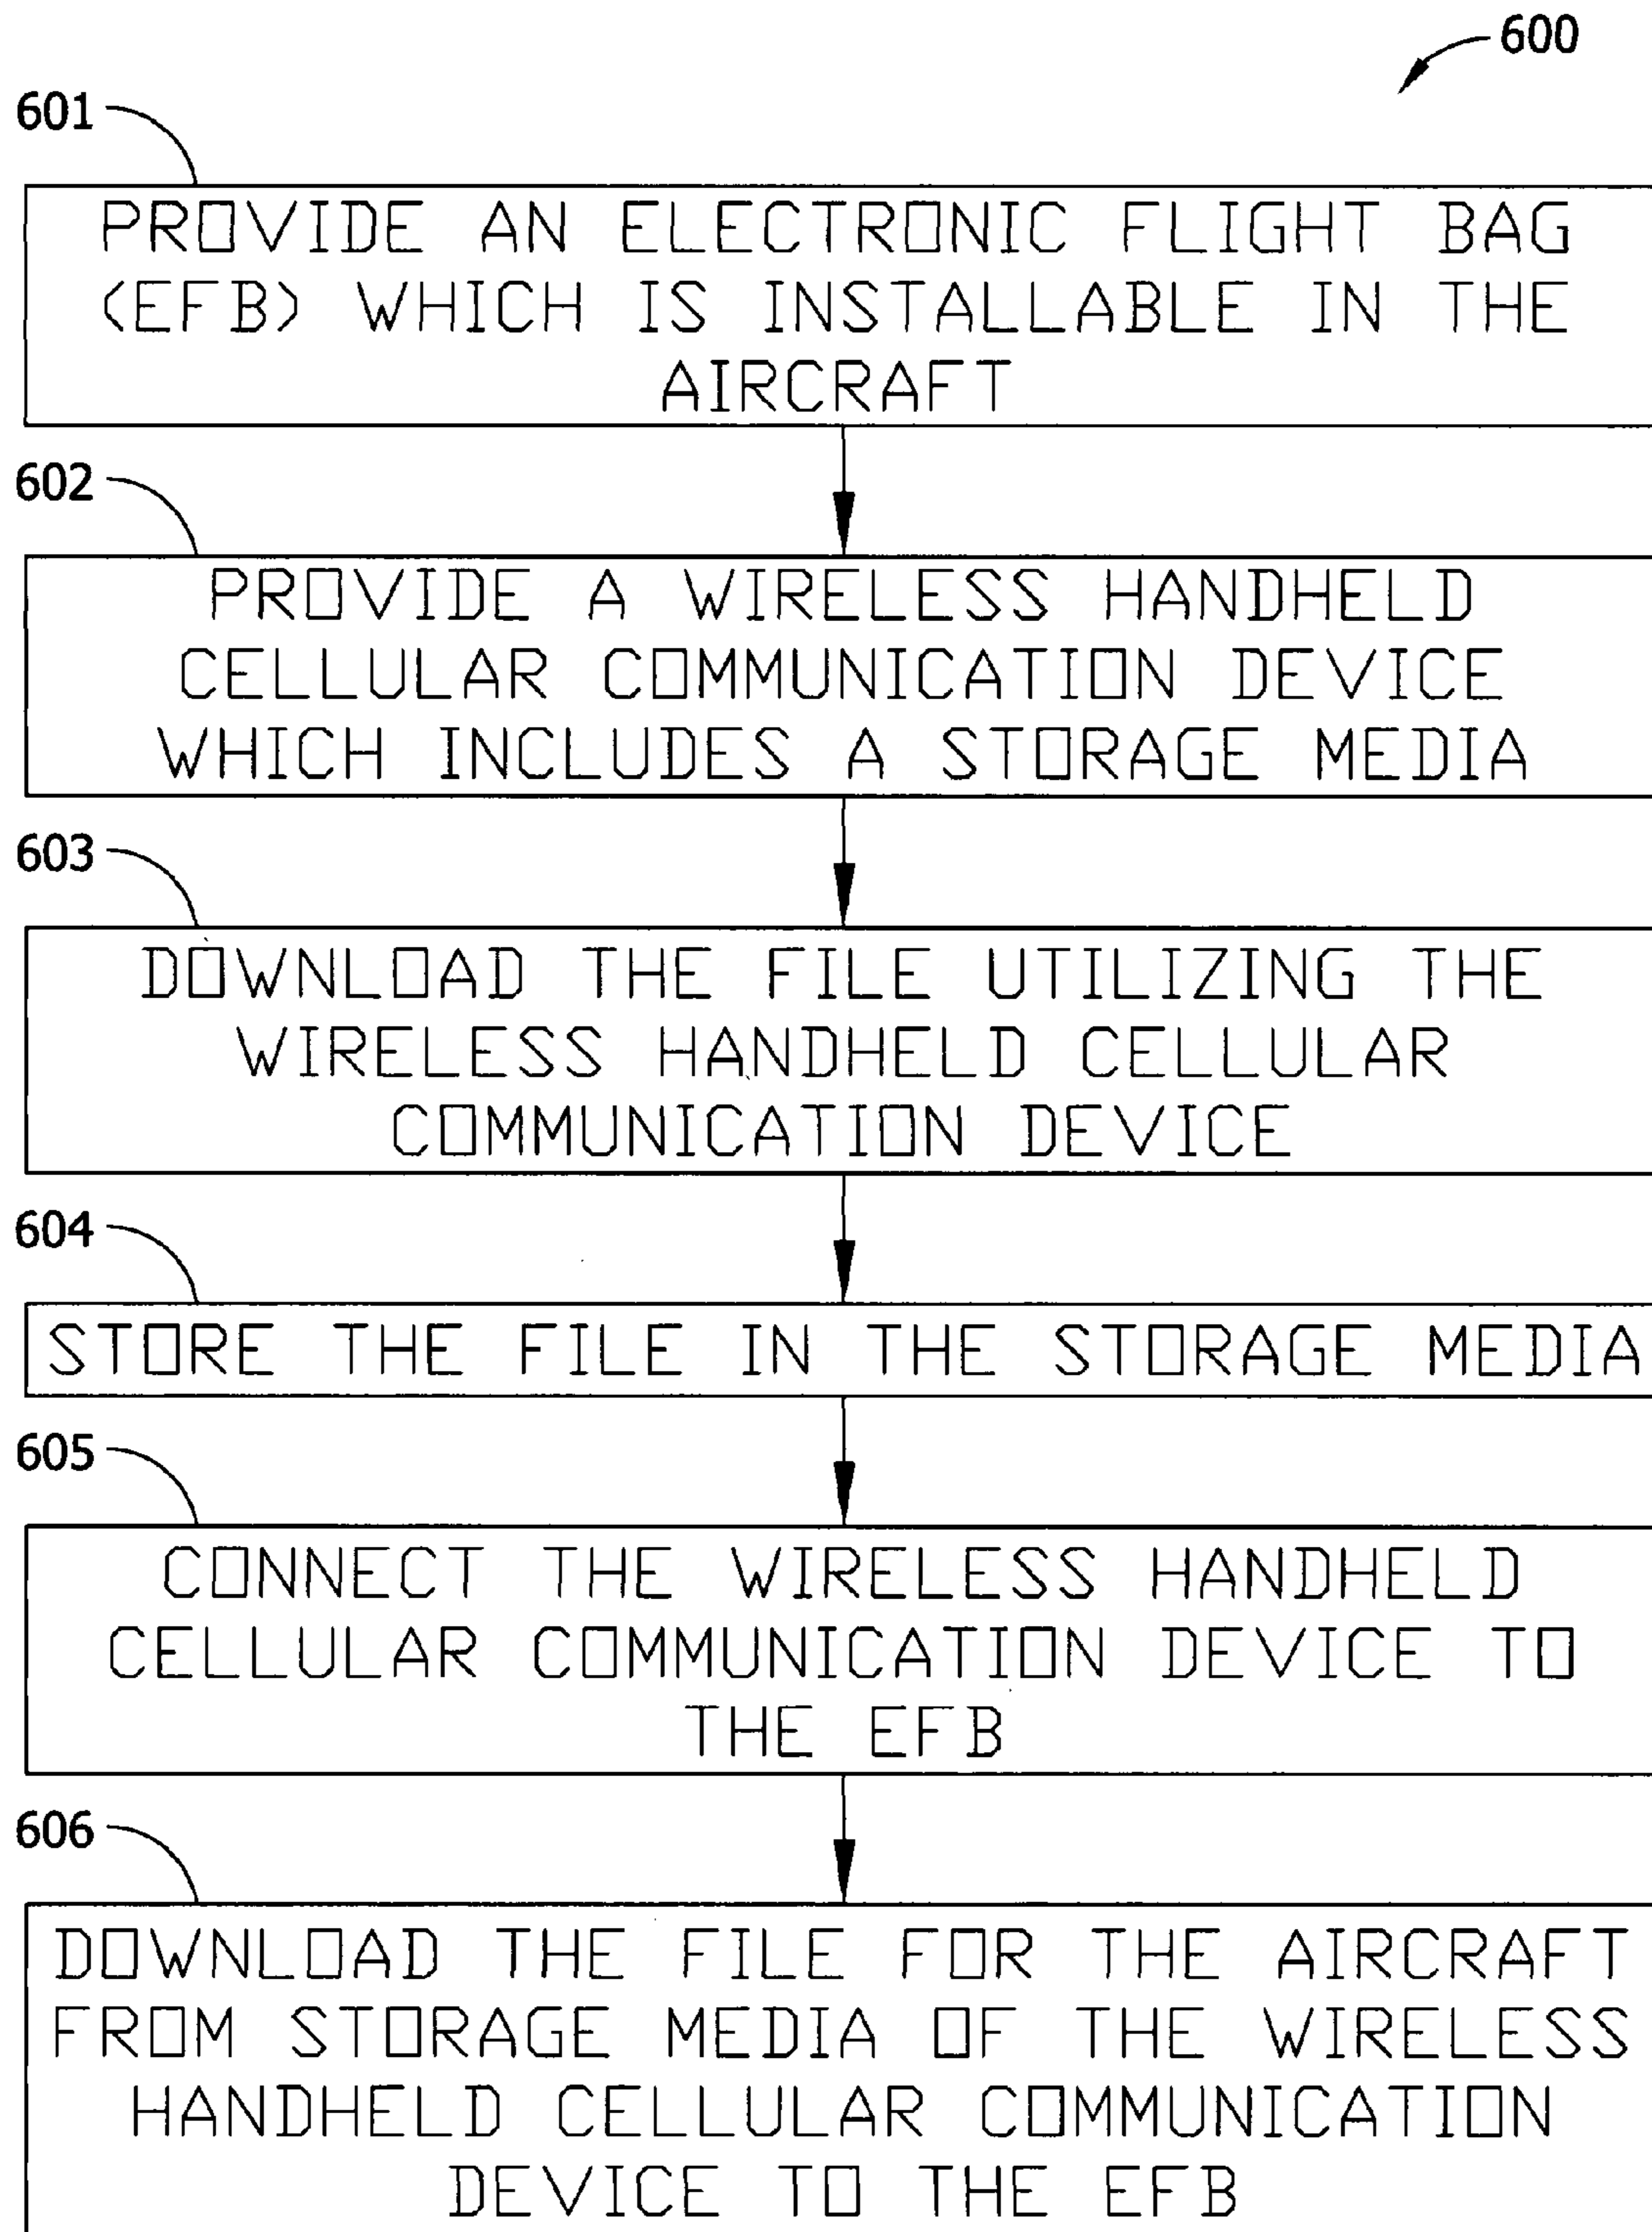 600
601
PROVIDE AN ELECTRONIC FLIGHT BAG
(EFB) WHICH IS INSTALLABLE IN THE
AIRCRAFT
602
PROVIDE A WIRELESS HANDHELD
CELLULAR COMMUNICATION DEVICE
WHICH INCLUDES A STORAGE MEDIA
603
DOWNLOAD THE FILE UTILIZING THE
WIRELESS HANDHELD CELLULAR
COMMUNICATION DEVICE
604
STORE THE FILE IN THE STORAGE MEDIA
605
CONNECT THE WIRELESS HANDHELD
CELLULAR COMMUNICATION DEVICE TO
THE EFB
606
DOWNLOAD THE FILE FOR THE AIRCRAFT
FROM STORAGE MEDIA OF THE WIRELESS
HANDHELD CELLULAR COMMUNICATION
DEVICE TO THE EFB